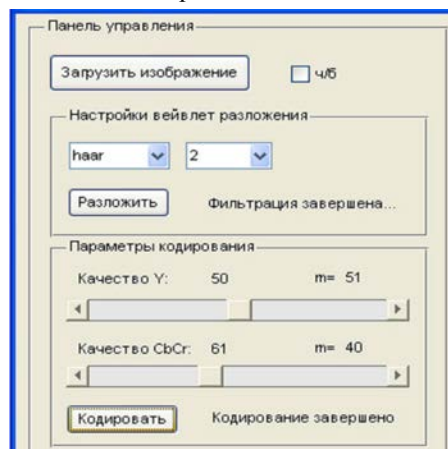 Панель управления
Загрузить изображение ч/б
Настройки вейвлет разложения
haar 2
Разложить Фильтрация завершена...
Параметры кодирования
Качество Y: 50 m= 51
Качество CbCr: 61 m= 40
Кодировать Кодирование завершено